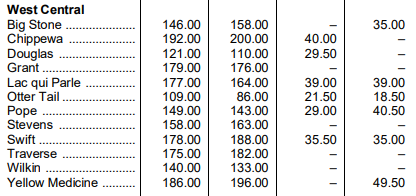 West Central
Big Stone ..................... 146.00 158.00 – 35.00
Chippewa .................... 192.00 200.00 40.00 –
Douglas ...................... 121.00 110.00 29.50 –
Grant ........................... 179.00 176.00 – –
Lac qui Parle ............... 177.00 164.00 39.00 39.00
Otter Tail ..................... 109.00 86.00 21.50 18.50
Pope ........................... 149.00 143.00 29.00 40.50
Stevens ....................... 158.00 163.00 – –
Swift ............................ 178.00 188.00 35.50 35.00
Traverse ...................... 175.00 182.00 – –
Wilkin .......................... 140.00 133.00 – –
Yellow Medicine .......... 186.00 196.00 – 49.50